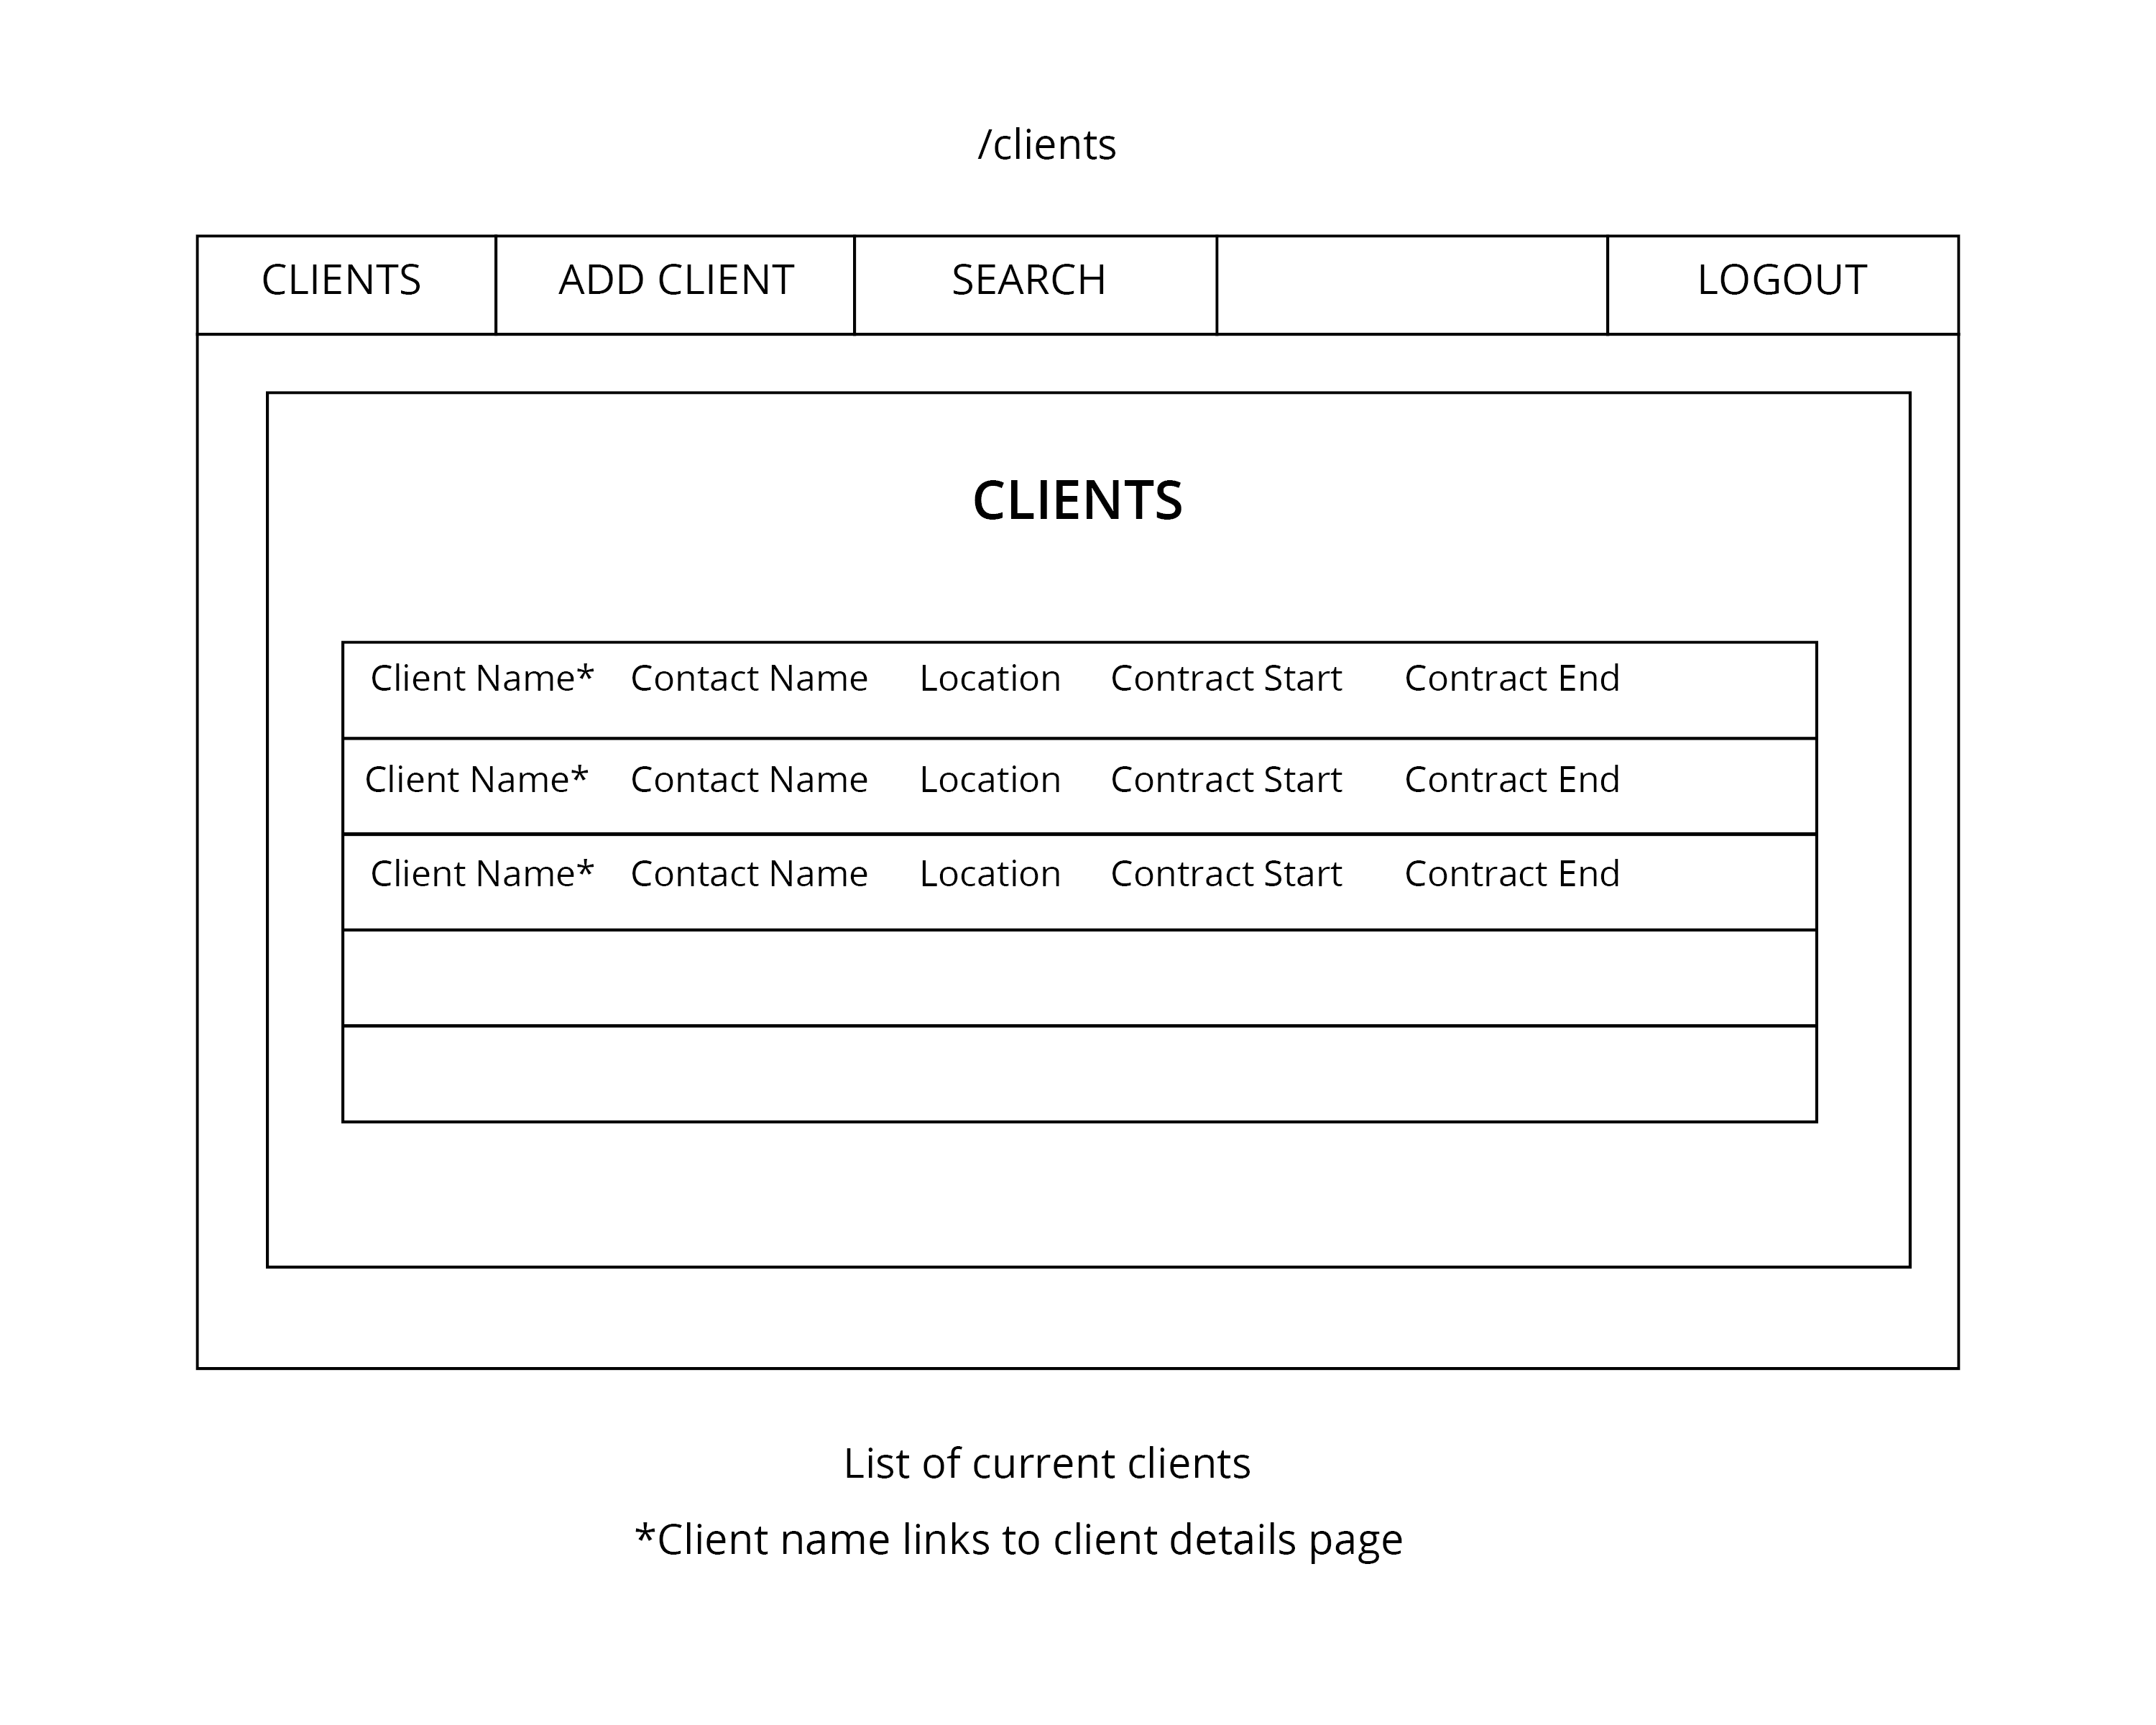 /clients
CLIENTS ADD CLIENT SEARCH LOGOUT
CLIENTS
Client Name* Contact Name Location Contract Start Contract End
Client Name* Contact Name Location Contract Start Contract End
Client Name* Contact Name Location Contract Start Contract End
List of current clients
*Client name links to client details page